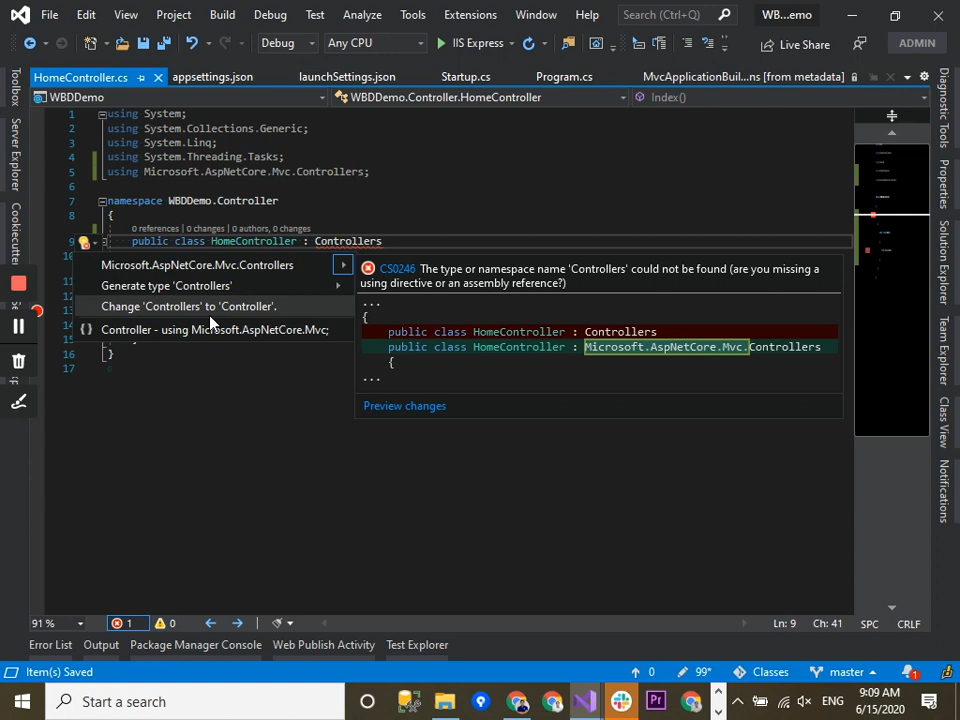 File Edit View Project Build Debug Test Analyze Tools Extensions Window Help Search (Ctrl+Q) WB...emo
Debug Any CPU IIS Express Live Share ADMIN
HomeController.cs appsettings.json launchSettings.json Startup.cs Program.cs MvcApplicationBuil...ns [from metadata]
WBDDemo WBDDemo.Controller.HomeController Index()
Toolbox
Server Explorer
Cookiecutter
1 using System;
2 using System.Collections.Generic;
3 using System.Linq;
4 using System.Threading.Tasks;
5 using Microsoft.AspNetCore.Mvc.Controllers;
6
7 namespace WBDDemo.Controller
8 {
0 references | 0 changes | 0 authors, 0 changes
9 public class HomeController : Controllers
Microsoft.AspNetCore.Mvc.Controllers
Generate type 'Controllers'
Change 'Controllers' to 'Controller'.
Controller - using Microsoft.AspNetCore.Mvc;
CS0246 The type or namespace name 'Controllers' could not be found (are you missing a
using directive or an assembly reference?)
...
{
public class HomeController : Controllers
public class HomeController : Microsoft.AspNetCore.Mvc.Controllers
{
...
Preview changes
16 }
17
Diagnostic Tools
Properties
Solution Explorer
Team Explorer
Class View
Notifications
91 % 1 0 Ln: 9 Ch: 41 SPC CRLF
Error List Output Package Manager Console Web Publish Activity Test Explorer
Item(s) Saved 0 99* Classes master 1
Start a search Pr ENG 9:09 AM
6/15/2020